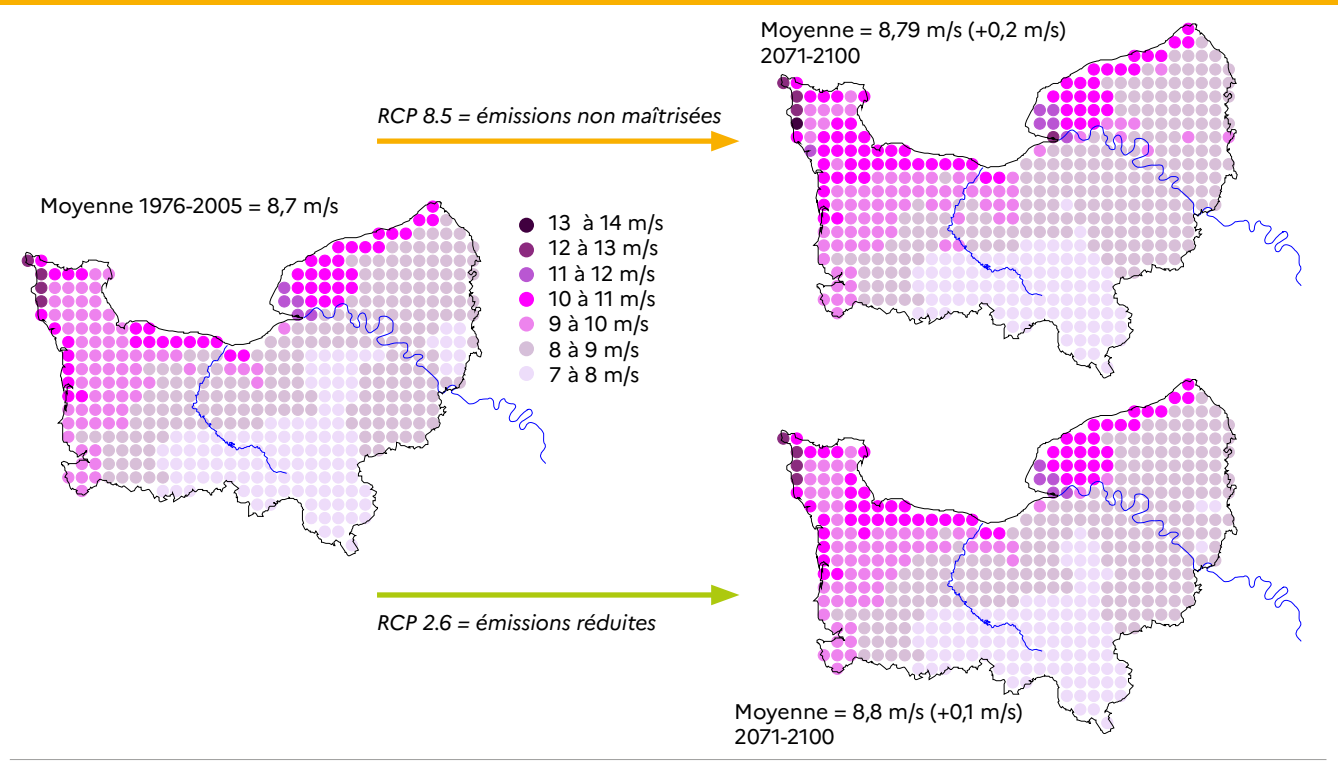 Moyenne = 8,79 m/s (+0,2 m/s)
2071-2100
RCP 8.5 = émissions non maîtrisées
Moyenne 1976-2005 = 8,7 m/s
13 à 14 m/s
12 à 13 m/s
11 à 12 m/s
10 à 11 m/s
9 à 10 m/s
8 à 9 m/s
7 à 8 m/s
RCP 2.6 = émissions réduites
Moyenne = 8,8 m/s (+0,1 m/s)
2071-2100